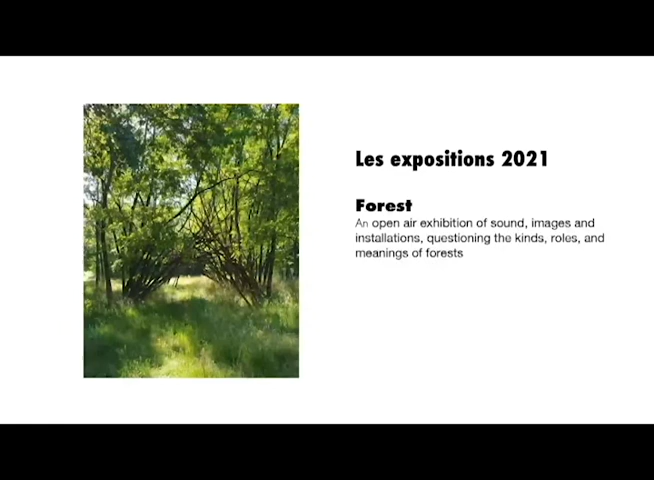 Les expositions 2021
Forest
An open air exhibition of sound, images and
installations, questioning the kinds, roles, and
meanings of forests